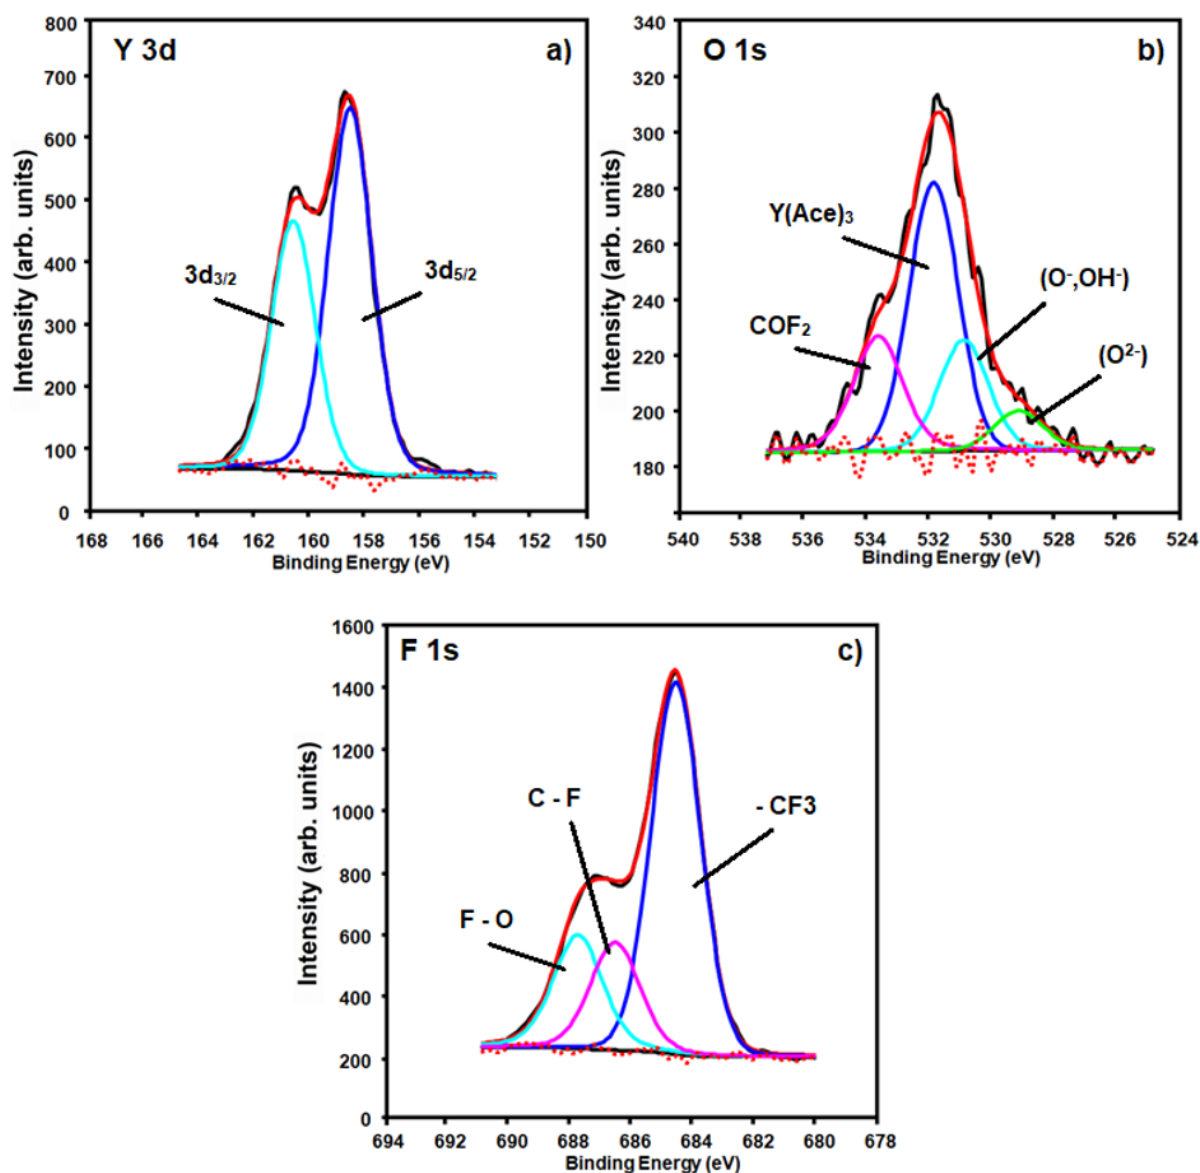 Y 3d
a)
Intensity (arb. units)
800
700
600
500
400
300
200
100
0
3d3/2
3d5/2
168 166 164 162 160 158 156 154 152 150
Binding Energy (eV)
O 1s
b)
Intensity (arb. units)
340
320
300
280
260
240
220
200
180
Y(Ace)3
(O-,OH-)
COF2
(O2-)
540 538 536 534 532 530 528 526 524
Binding Energy (eV)
F 1s
c)
Intensity (arb. units)
1600
1400
1200
1000
800
600
400
200
0
C - F
- CF3
F - O
694 692 690 688 686 684 682 680 678
Binding Energy (eV)